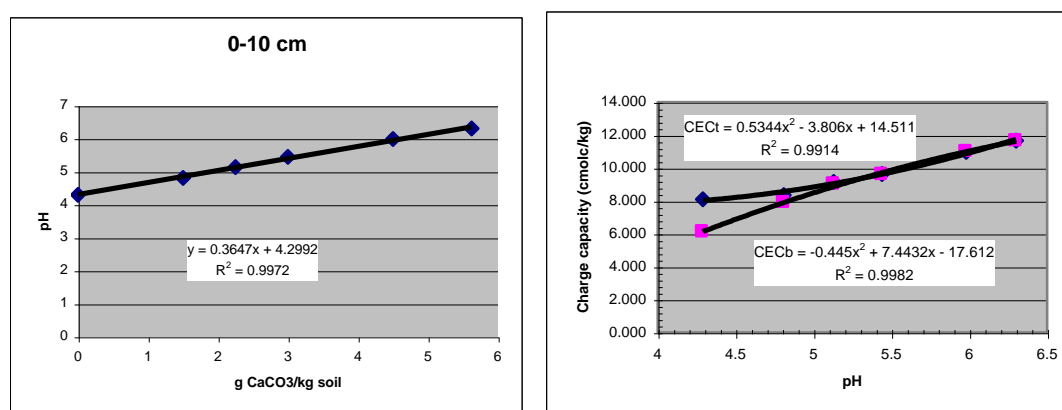 0-10 cm
7
6
5
4
3
2
1
0
pH
y = 0.3647x + 4.2992
R² = 0.9972
0 1 2 3 4 5 6
g CaCO3/kg soil
14.000
12.000
10.000
8.000
6.000
4.000
2.000
0.000
Charge capacity (cmolc/kg)
CECt = 0.5344x² - 3.806x + 14.511
R² = 0.9914
CECb = -0.445x² + 7.4432x - 17.612
R² = 0.9982
4 4.5 5 5.5 6 6.5
pH